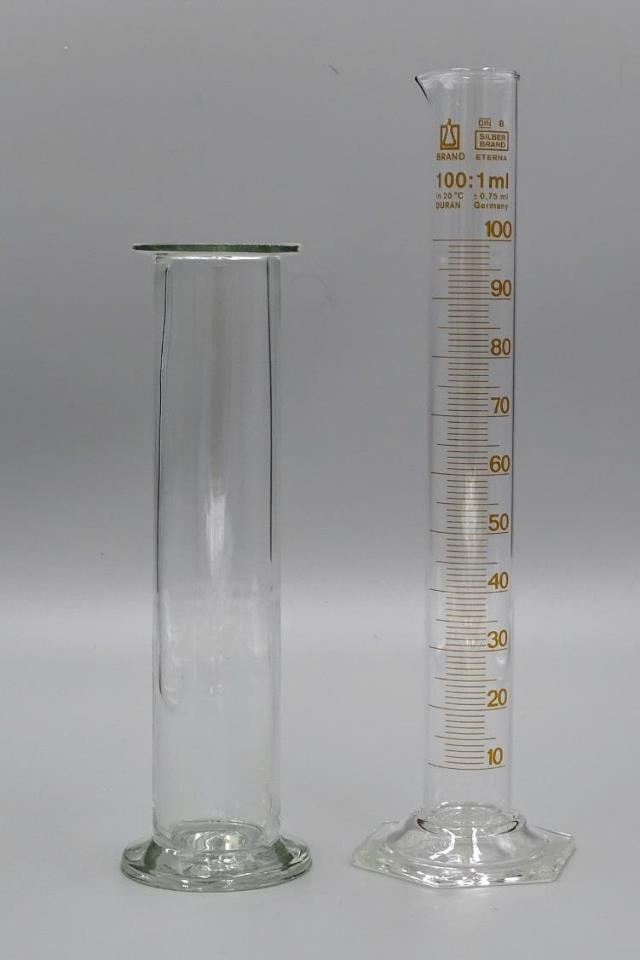 DIN B
SILBER
BRAND
BRAND ETERNA
100:1ml
in 20 °C ± 0,75 ml
DURAN Germany
100
90
80
70
60
50
40
30
20
10